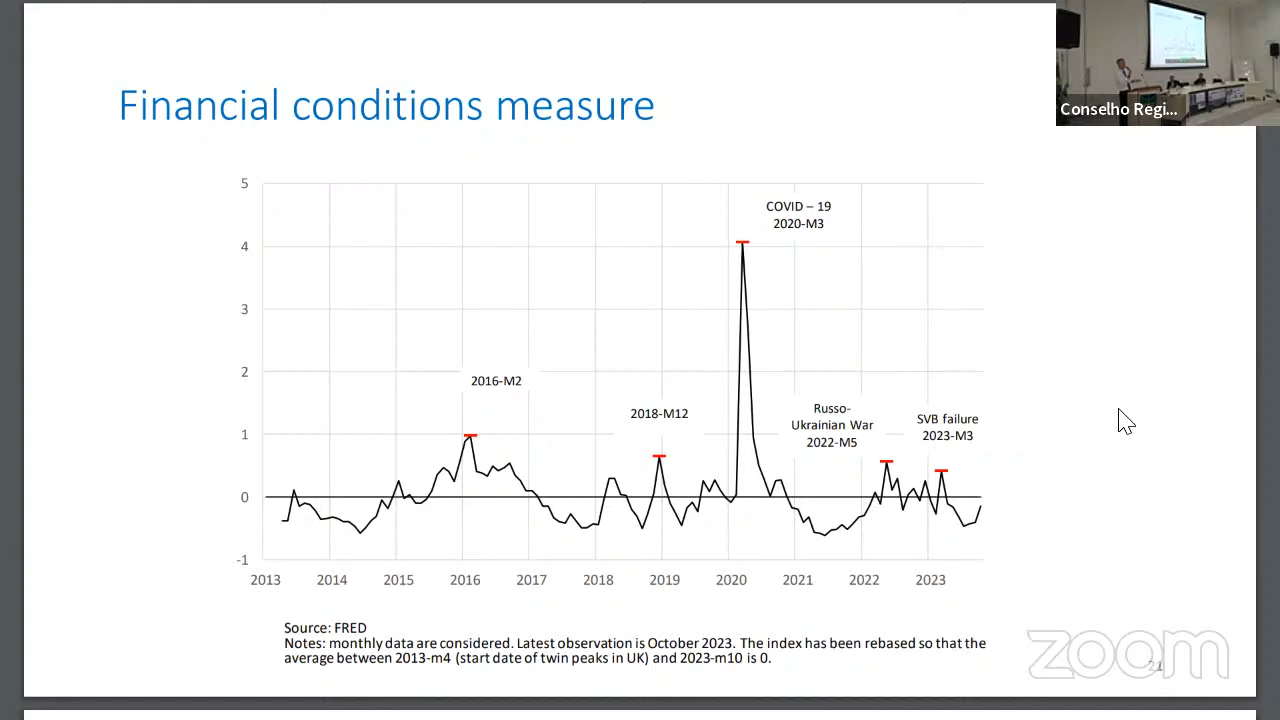 Financial conditions measure
Conselho Regi...
5
4
3
2
1
0
-1
COVID – 19
2020-M3
2016-M2
2018-M12
Russo-
Ukrainian War
2022-M5
SVB failure
2023-M3
2013 2014 2015 2016 2017 2018 2019 2020 2021 2022 2023
Source: FRED
Notes: monthly data are considered. Latest observation is October 2023. The index has been rebased so that the
average between 2013-m4 (start date of twin peaks in UK) and 2023-m10 is 0.
zoom
21